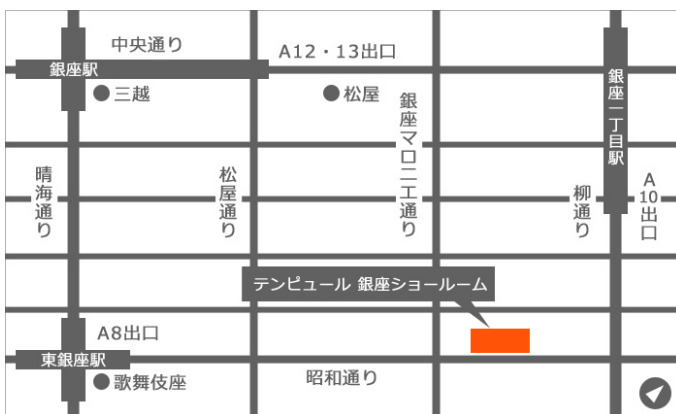 中央通り
A12・13出口
銀座駅
三越
松屋
銀座一丁目駅
銀座マロニエ通り
晴海通り
松屋通り
柳通り
A10出口
テンピュール 銀座ショールーム
A8出口
東銀座駅
歌舞伎座
昭和通り